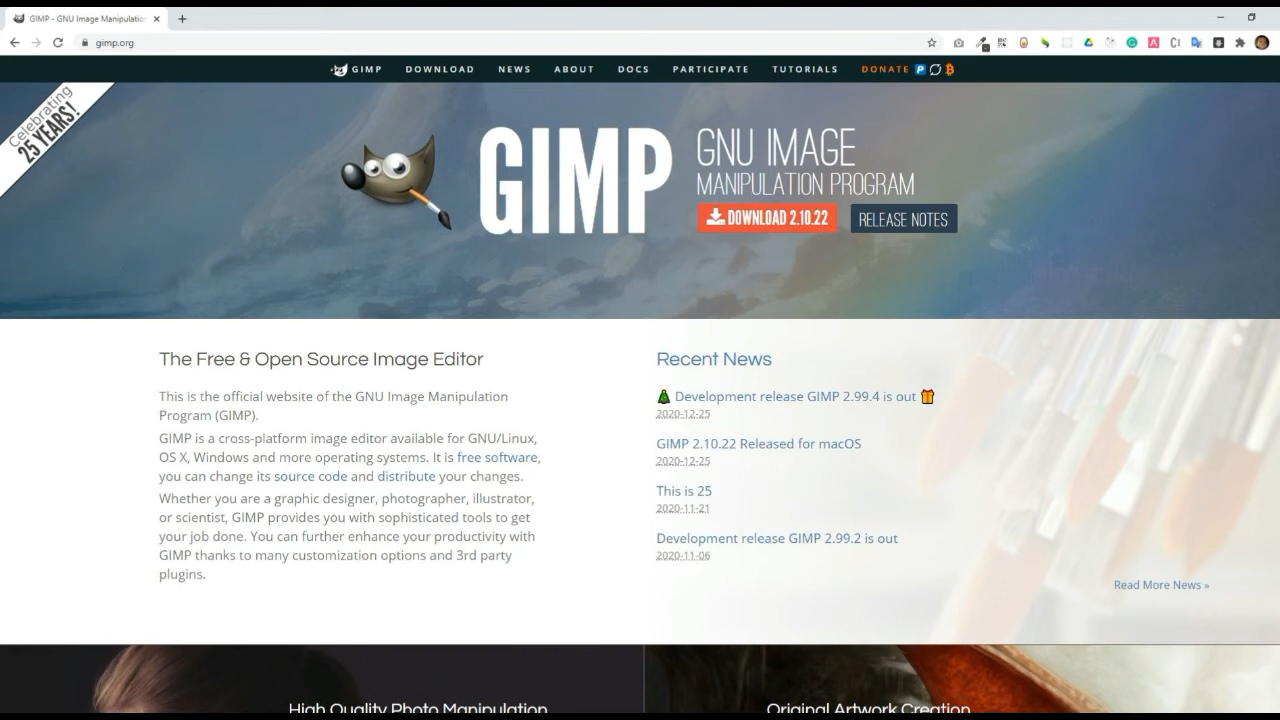 GIMP - GNU Image Manipulation
gimp.org
GIMP DOWNLOAD NEWS ABOUT DOCS PARTICIPATE TUTORIALS DONATE
Celebrating
25 YEARS!
GIMP
GNU IMAGE
MANIPULATION PROGRAM
DOWNLOAD 2.10.22
RELEASE NOTES
The Free & Open Source Image Editor
This is the official website of the GNU Image Manipulation
Program (GIMP).
GIMP is a cross-platform image editor available for GNU/Linux,
OS X, Windows and more operating systems. It is free software,
you can change its source code and distribute your changes.
Whether you are a graphic designer, photographer, illustrator,
or scientist, GIMP provides you with sophisticated tools to get
your job done. You can further enhance your productivity with
GIMP thanks to many customization options and 3rd party
plugins.
Recent News
Development release GIMP 2.99.4 is out
2020-12-25
GIMP 2.10.22 Released for macOS
2020-12-25
This is 25
2020-11-21
Development release GIMP 2.99.2 is out
2020-11-06
Read More News »
High Quality Photo Manipulation
Original Artwork Creation